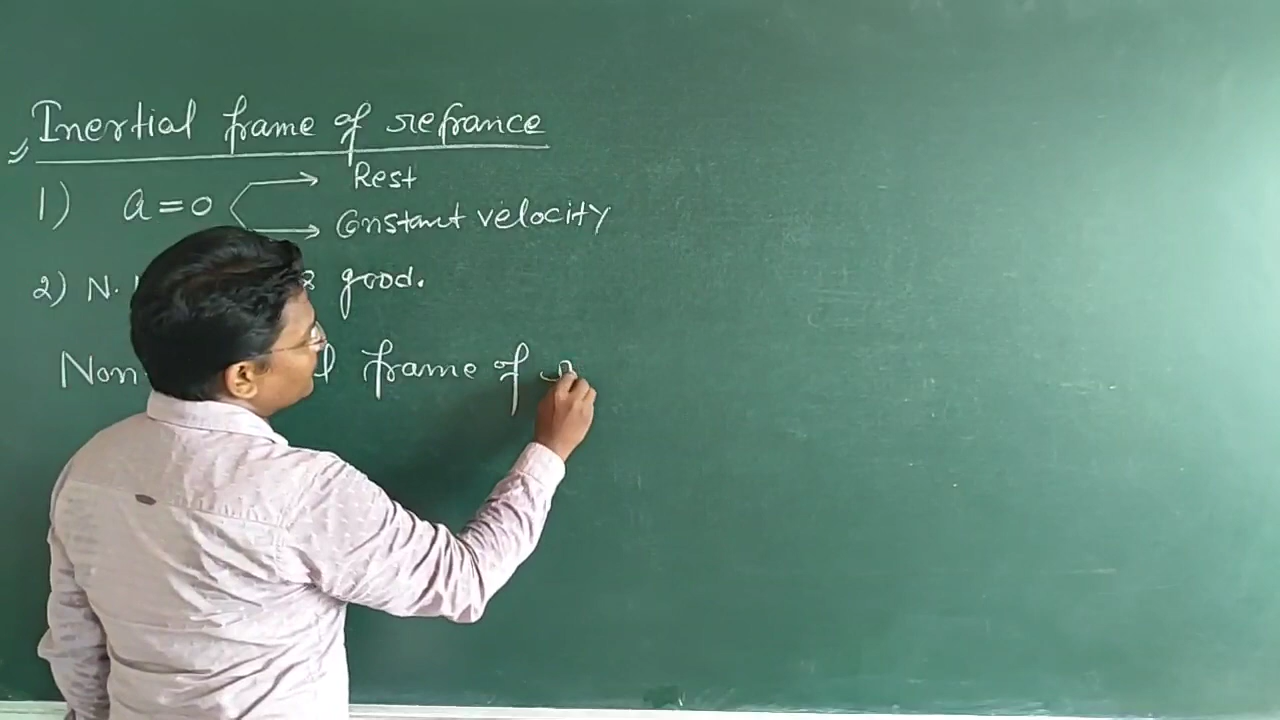 Inertial frame of refrance
1) a = 0 Rest
Constant velocity
2) N. good.
Non frame of